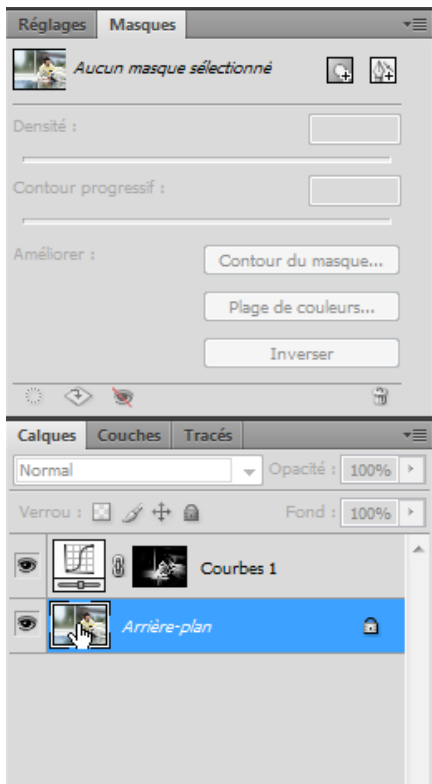 Réglages Masques
Aucun masque sélectionné
Densité :
Contour progressif :
Améliorer :
Contour du masque...
Plage de couleurs...
Inverser
Calques Couches Tracés
Normal Opacité : 100%
Verrou : Fond : 100%
Courbes 1
Arrière-plan